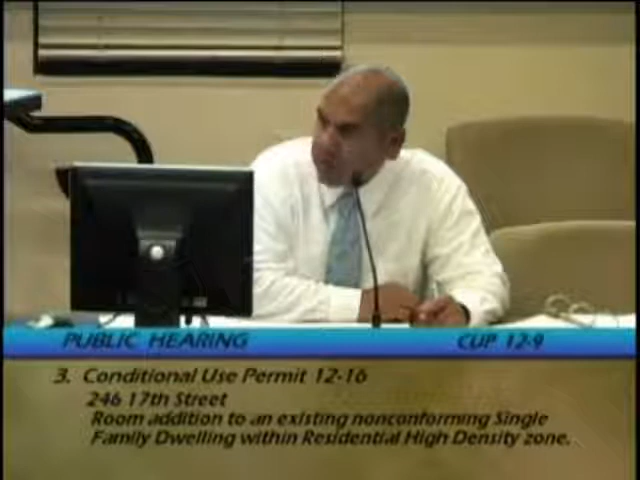 PUBLIC HEARING CUP 12-9
3. Conditional Use Permit 12-16
246 17th Street
Room addition to an existing nonconforming Single
Family Dwelling within Residential High Density zone.